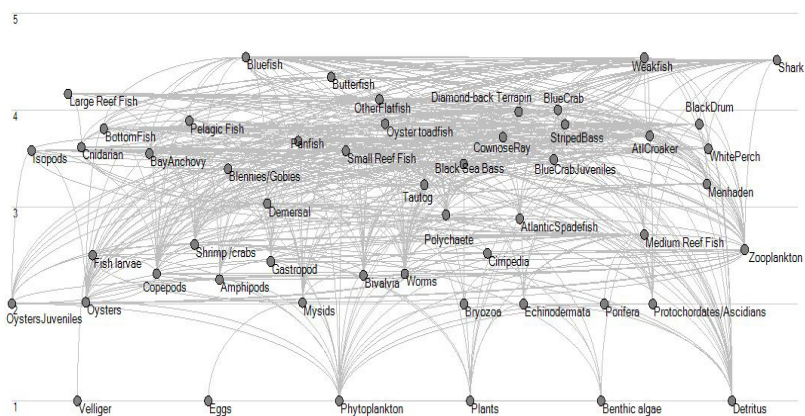 5
Bluefish
Weakfish
Shark
Butterfish
Large Reef Fish
OtherFlatfish
Diamond-back Terrapin
BlueCrab
BlackDrum
4
BottomFish
Pelagic Fish
Oyster toadfish
StripedBass
Panfish
CownoseRay
AtlCroaker
Isopods
Cnidarian
BayAnchovy
Small Reef Fish
WhitePerch
Blennies/Gobies
Black Sea Bass
BlueCrabJuveniles
Tautog
Menhaden
3
Demersal
Polychaete
AtlanticSpadefish
Medium Reef Fish
Shrimp /crabs
Zooplankton
Fish larvae
Gastropod
Cirripedia
Copepods
Amphipods
Bivalvia
Worms
2
OystersJuveniles
Oysters
Mysids
Bryozoa
Echinodermata
Porifera
Protochordates/Ascidians
1
Velliger
Eggs
Phytoplankton
Plants
Benthic algae
Detritus